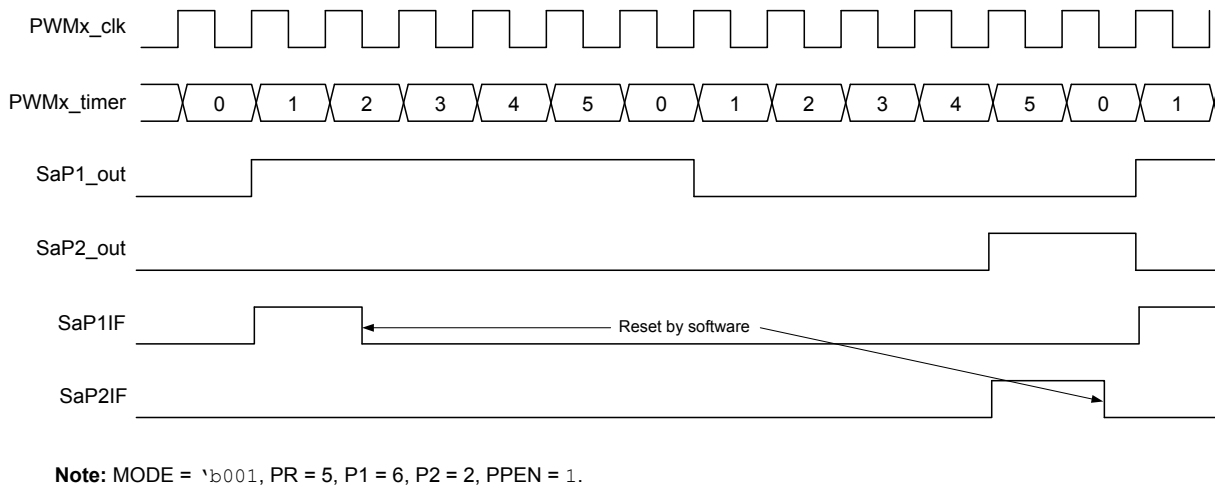 PWMx_clk
PWMx_timer 0 1 2 3 4 5 0 1 2 3 4 5 0 1
SaP1_out
SaP2_out
SaP1IF
Reset by software
SaP2IF
Note: MODE = ‘b001, PR = 5, P1 = 6, P2 = 2, PPEN = 1.